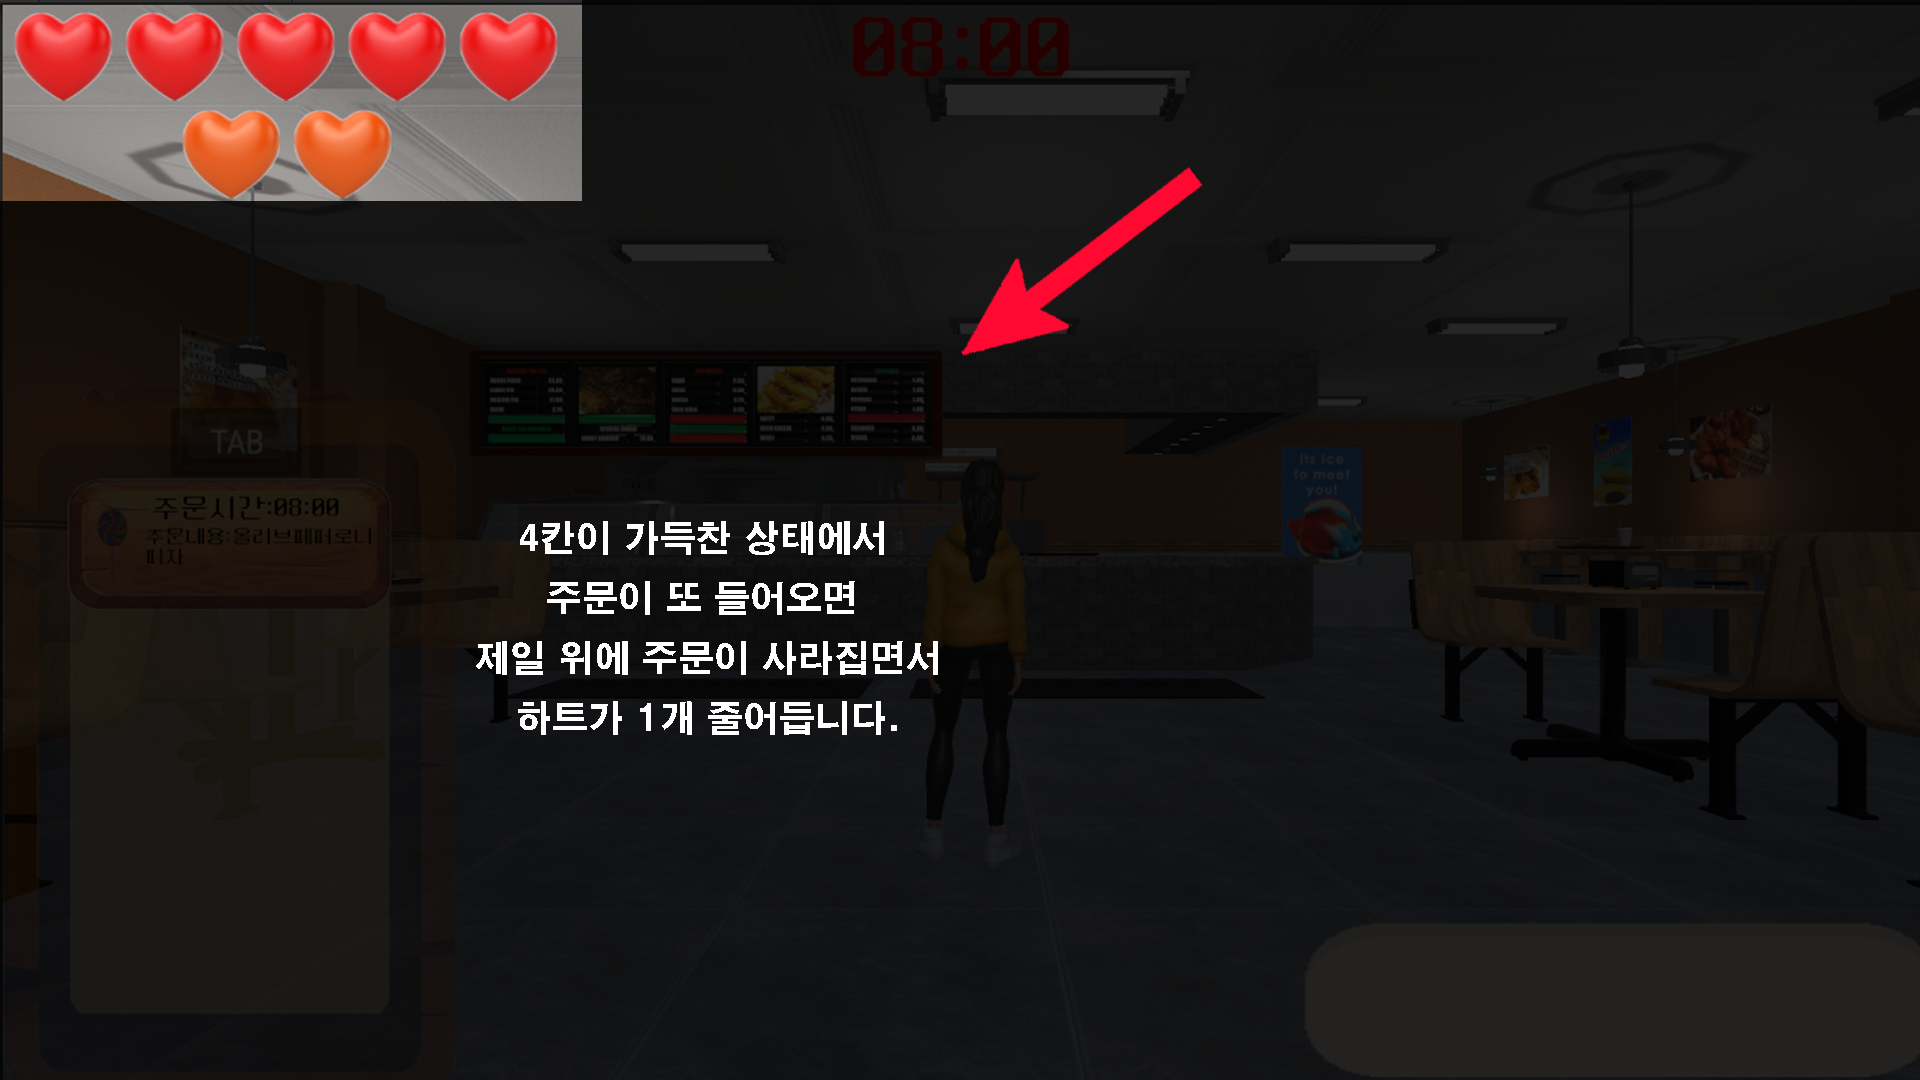 08:00
TAB
주문시간:08:00
주문내용:올리브페퍼로니
피자
Its Ice
to meet
you!
4칸이 가득찬 상태에서
주문이 또 들어오면
제일 위에 주문이 사라집면서
하트가 1개 줄어듭니다.